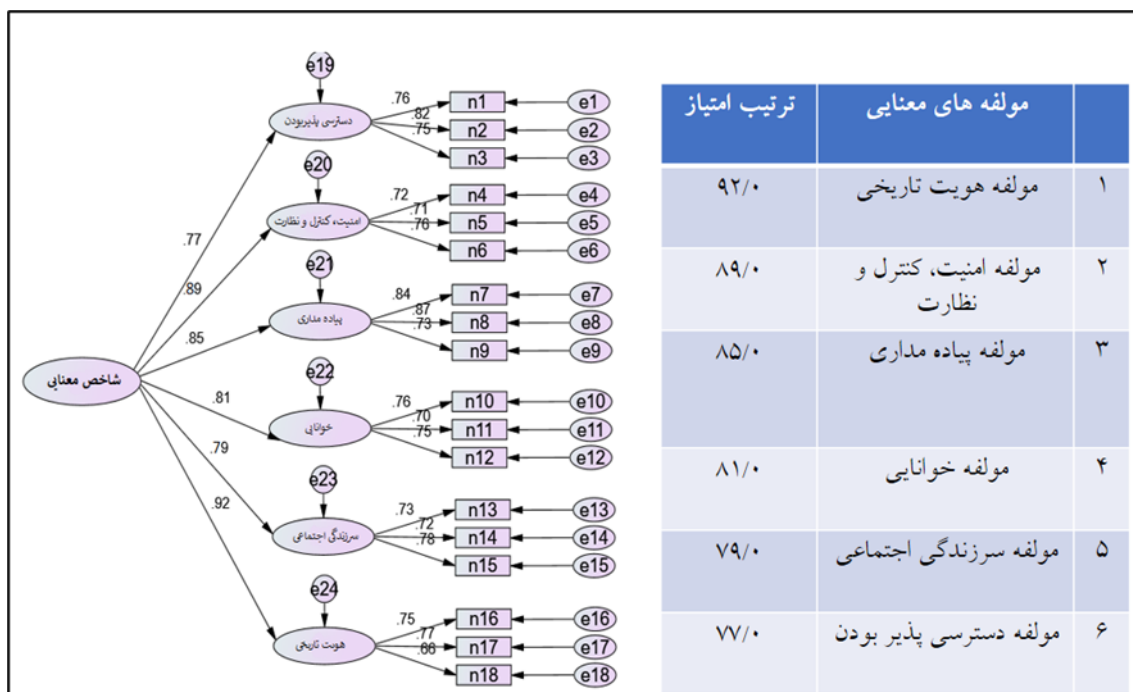 e19
دسترسی پذیربودن
.76
.82
.75
n1
n2
n3
e1
e2
e3
e20
امنیت، کنترل و نظارت
.72
.71
.76
n4
n5
n6
e4
e5
e6
e21
پیاده مداری
.84
.87
.73
n7
n8
n9
e7
e8
e9
e22
خوانایی
.76
.70
.75
n10
n11
n12
e10
e11
e12
e23
سرزندگی اجتماعی
.73
.72
.78
n13
n14
n15
e13
e14
e15
e24
هویت تاریخی
.75
.77
.66
n16
n17
n18
e16
e17
e18
شاخص معنایی
.77
.89
.85
.81
.79
.92
مولفه های معنایی ترتیب امتیاز
۱ مولفه هویت تاریخی ۹۲/۰
۲ مولفه امنیت، کنترل و ۸۹/۰
نظارت
۳ مولفه پیاده مداری ۸۵/۰
۴ مولفه خوانایی ۸۱/۰
۵ مولفه سرزندگی اجتماعی ۷۹/۰
۶ مولفه دسترسی پذیر بودن ۷۷/۰